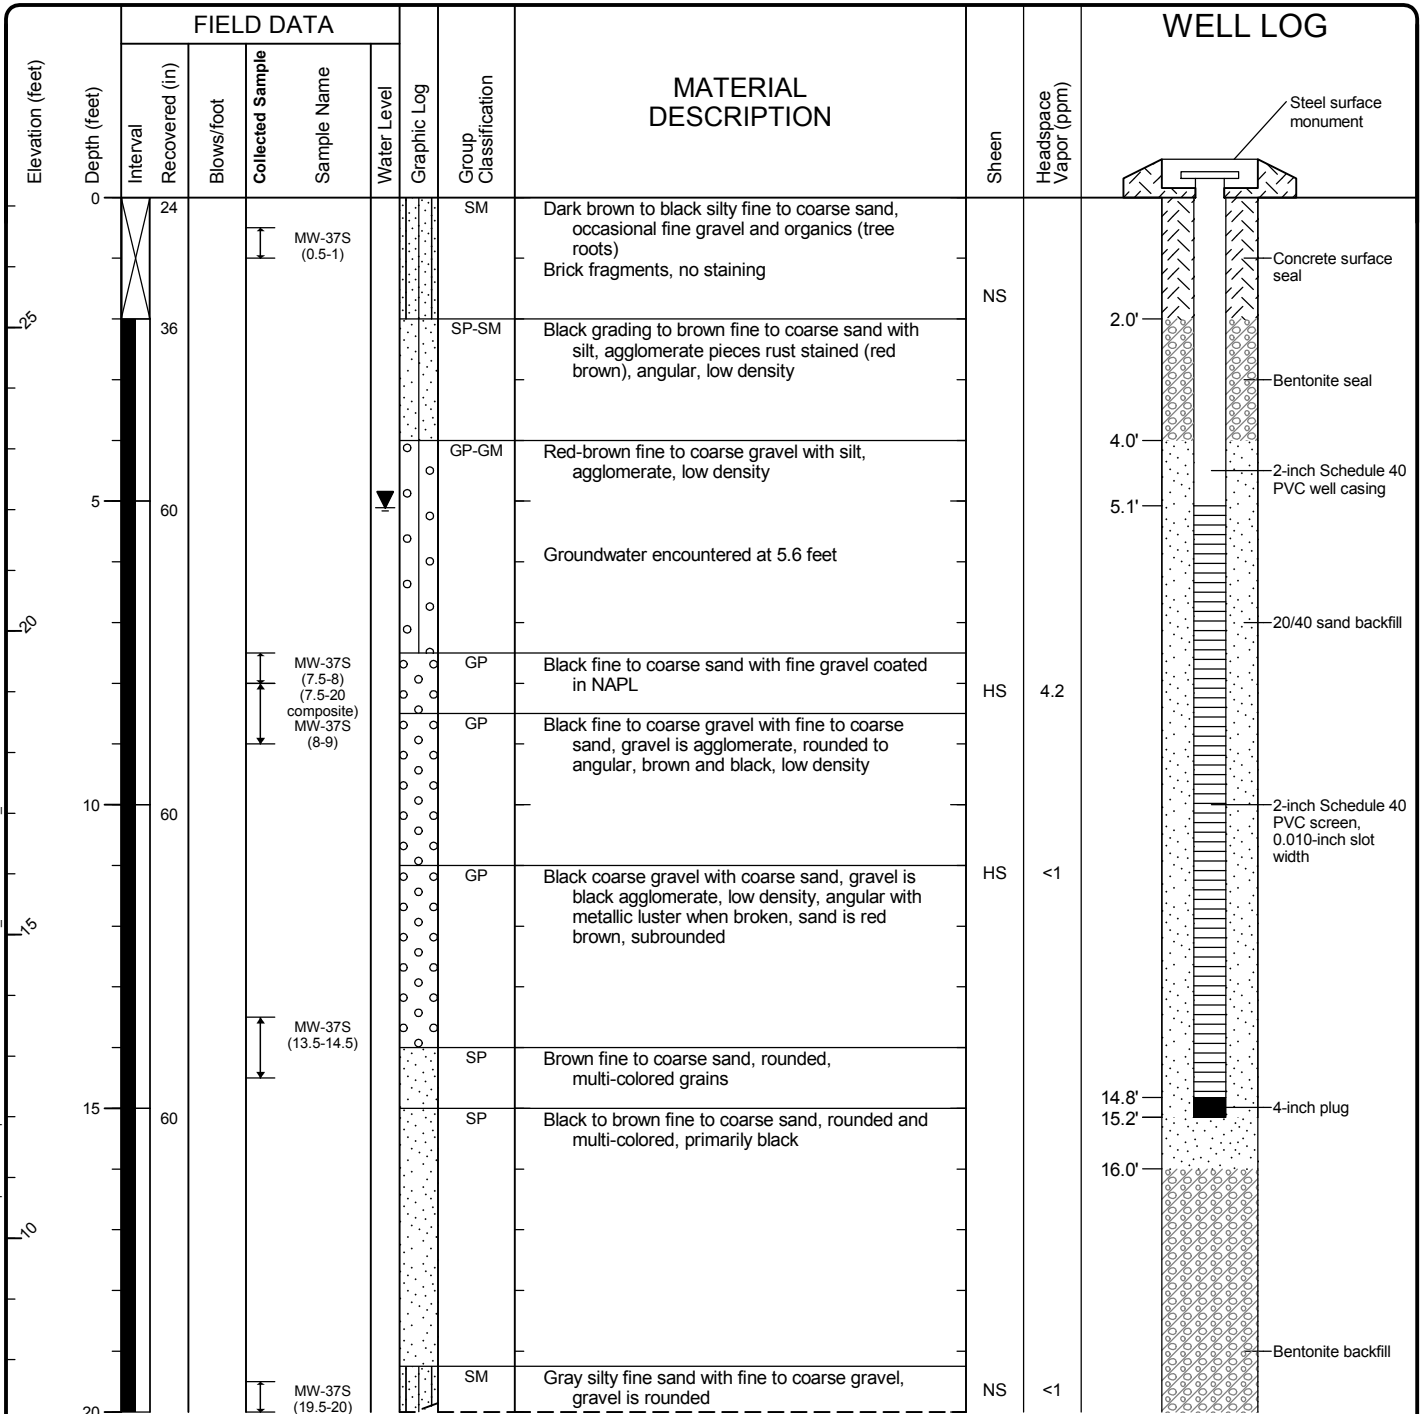 FIELD DATA
WELL LOG
Elevation (feet)
Depth (feet)
Interval
Recovered (in)
Blows/foot
Collected Sample
Sample Name
Water Level
Graphic Log
Group
Classification
MATERIAL
DESCRIPTION
Sheen
Headspace
Vapor (ppm)
Steel surface
monument
0
24
MW-37S
(0.5-1)
SM
Dark brown to black silty fine to coarse sand,
occasional fine gravel and organics (tree
roots)
Brick fragments, no staining
NS
Concrete surface
seal
25
36
SP-SM
Black grading to brown fine to coarse sand with
silt, agglomerate pieces rust stained (red
brown), angular, low density
2.0'
Bentonite seal
GP-GM
Red-brown fine to coarse gravel with silt,
agglomerate, low density
4.0'
2-inch Schedule 40
PVC well casing
5
60
5.1'
Groundwater encountered at 5.6 feet
20
20/40 sand backfill
MW-37S
(7.5-8)
(7.5-20
composite)
MW-37S
(8-9)
GP
Black fine to coarse sand with fine gravel coated
in NAPL
HS
4.2
GP
Black fine to coarse gravel with fine to coarse
sand, gravel is agglomerate, rounded to
angular, brown and black, low density
10
60
2-inch Schedule 40
PVC screen,
0.010-inch slot
width
GP
Black coarse gravel with coarse sand, gravel is
black agglomerate, low density, angular with
metallic luster when broken, sand is red
brown, subrounded
HS
<1
15
MW-37S
(13.5-14.5)
SP
Brown fine to coarse sand, rounded,
multi-colored grains
14.8'
15.2'
4-inch plug
15
60
SP
Black to brown fine to coarse sand, rounded and
multi-colored, primarily black
16.0'
10
Bentonite backfill
MW-37S
(19.5-20)
SM
Gray silty fine sand with fine to coarse gravel,
gravel is rounded
NS
<1
20